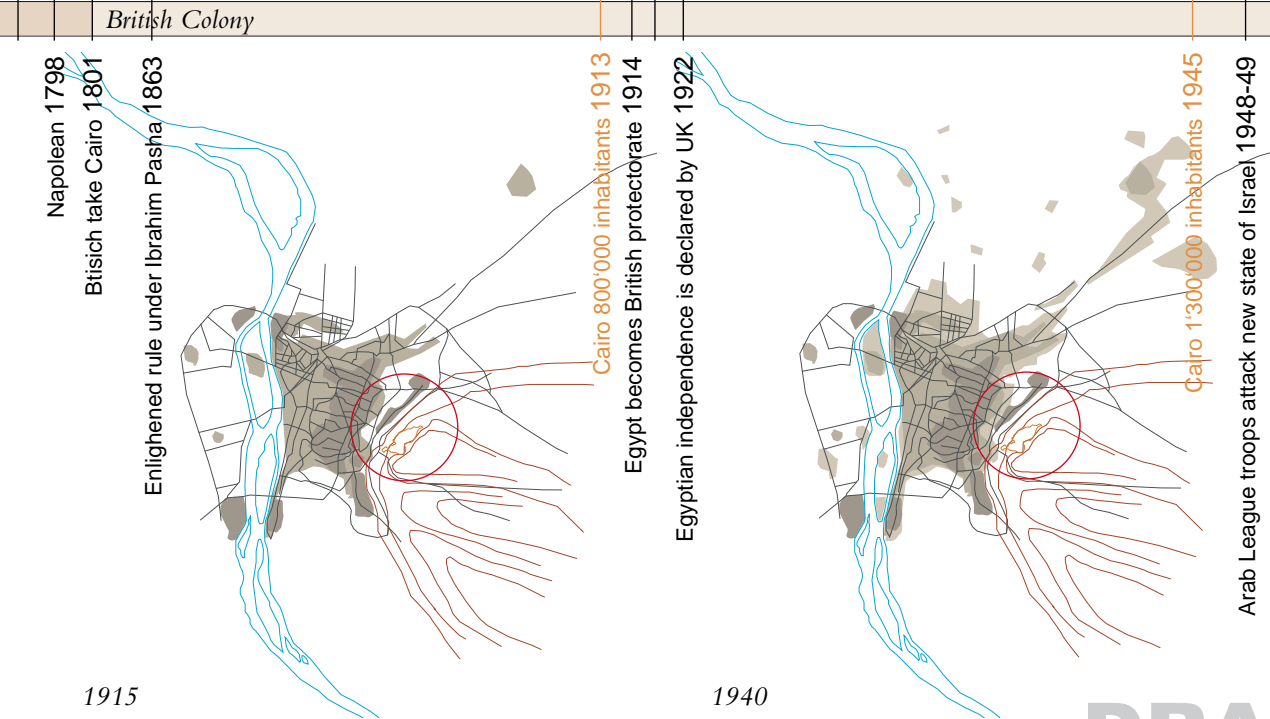 British Colony
Napolean 1798
Btisich take Cairo 1801
Enlighened rule under Ibrahim Pasha 1863
Cairo 800‘000 inhabitants 1913
Egypt becomes British protectorate 1914
Egyptian independence is declared by UK 1922
Cairo 1‘300‘000 inhabitants 1945
Arab League troops attack new state of Israel 1948-49
1915
1940